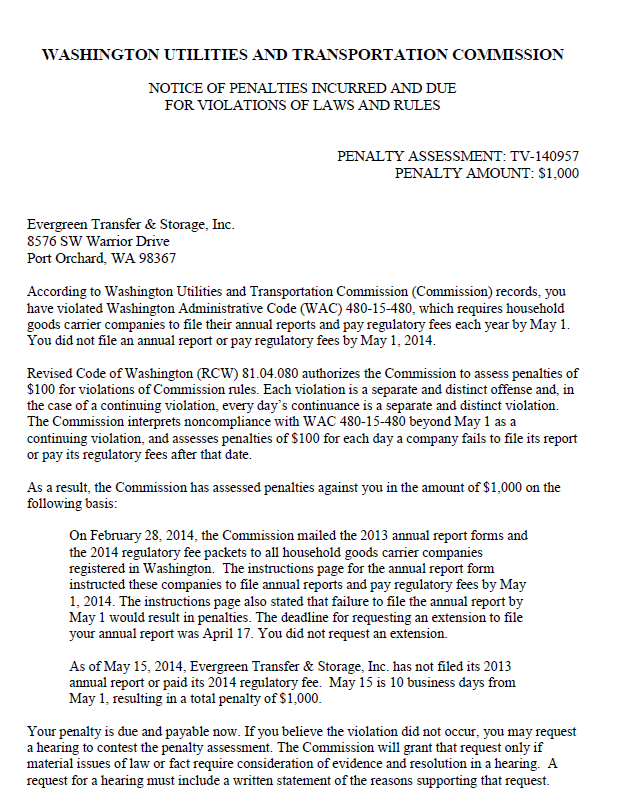 WASHINGTON UTILITIES AND TRANSPORTATION COMMISSION
NOTICE OF PENALTIES INCURRED AND DUE
FOR VIOLATIONS OF LAWS AND RULES
PENALTY ASSESSMENT: TV-140957
PENALTY AMOUNT: $1,000
Evergreen Transfer & Storage, Inc.
8576 SW Warrior Drive
Port Orchard, WA 98367
According to Washington Utilities and Transportation Commission (Commission) records, you
have violated Washington Administrative Code (WAC) 480-15-480, which requires household
goods carrier companies to file their annual reports and pay regulatory fees each year by May 1.
You did not file an annual report or pay regulatory fees by May 1, 2014.
Revised Code of Washington (RCW) 81.04.080 authorizes the Commission to assess penalties of
$100 for violations of Commission rules. Each violation is a separate and distinct offense and, in
the case of a continuing violation, every day's continuance is a separate and distinct violation.
The Commission interprets noncompliance with WAC 480-15-480 beyond May 1 as a
continuing violation, and assesses penalties of $100 for each day a company fails to file its report
or pay its regulatory fees after that date.
As a result, the Commission has assessed penalties against you in the amount of $1,000 on the
following basis:
On February 28, 2014, the Commission mailed the 2013 annual report forms and
the 2014 regulatory fee packets to all household goods carrier companies
registered in Washington. The instructions page for the annual report form
instructed these companies to file annual reports and pay regulatory fees by May
1, 2014. The instructions page also stated that failure to file the annual report by
May 1 would result in penalties. The deadline for requesting an extension to file
your annual report was April 17. You did not request an extension.
As of May 15, 2014, Evergreen Transfer & Storage, Inc. has not filed its 2013
annual report or paid its 2014 regulatory fee. May 15 is 10 business days from
May 1, resulting in a total penalty of $1,000.
Your penalty is due and payable now. If you believe the violation did not occur, you may request
a hearing to contest the penalty assessment. The Commission will grant that request only if
material issues of law or fact require consideration of evidence and resolution in a hearing. A
request for a hearing must include a written statement of the reasons supporting that request.